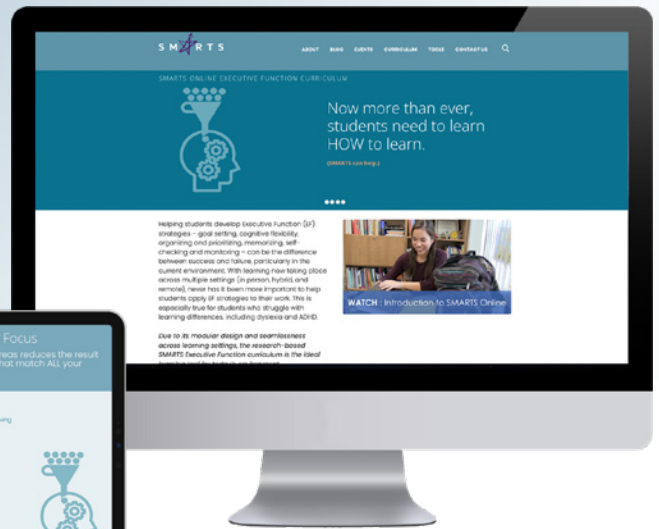 SMARTS
ABOUT BLOG EVENTS CURRICULUM TOOLS CONTACT US
SMARTS ONLINE EXECUTIVE FUNCTION CURRICULUM
Now more than ever,
students need to learn
HOW to learn.
(SMARTS can help.)
Helping students develop Executive Function (EF)
strategies – goal setting, cognitive flexibility,
organizing and prioritizing, memorizing, self-
checking and monitoring – can be the difference
between success and failure, particularly in the
current environment. With learning now taking place
across multiple settings (in person, hybrid, and
remote), never has it been more important to help
students apply EF strategies to their work. This is
especially true for students who struggle with
learning differences, including dyslexia and ADHD.
Due to its modular design and seamlessness
across learning settings, the research-based
SMARTS Executive Function curriculum is the ideal
WATCH : Introduction to SMARTS Online
Focus
reas reduces the result
that match ALL your